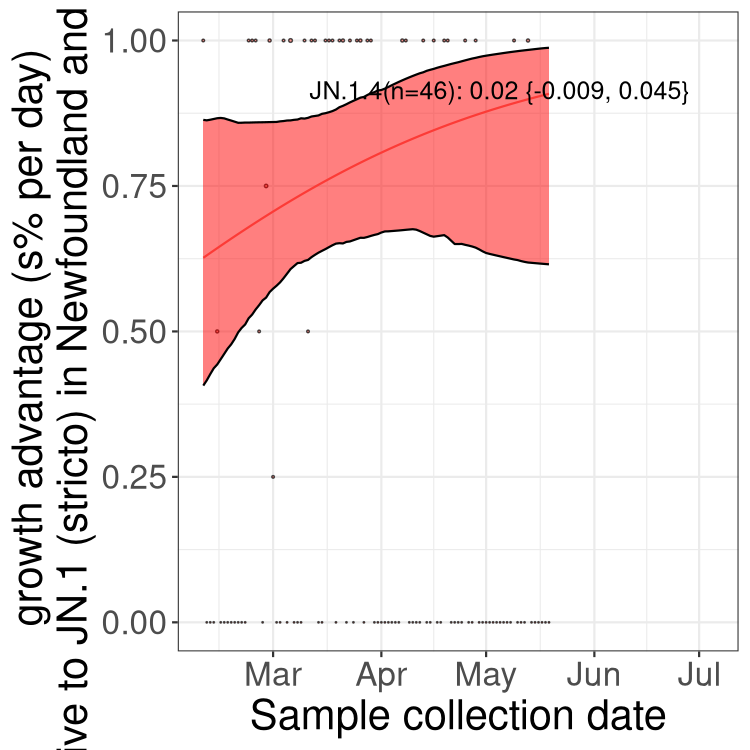 growth advantage (s% per day)
ive to JN.1 (stricto) in Newfoundland and
1.00
0.75
0.50
0.25
0.00
JN.1.4(n=46): 0.02 {-0.009, 0.045}
Mar Apr May Jun Jul
Sample collection date